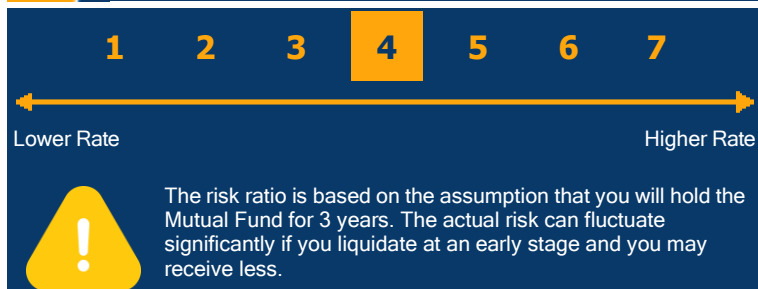 1 2 3 4 5 6 7
Lower Rate Higher Rate
The risk ratio is based on the assumption that you will hold the
Mutual Fund for 3 years. The actual risk can fluctuate
significantly if you liquidate at an early stage and you may
receive less.